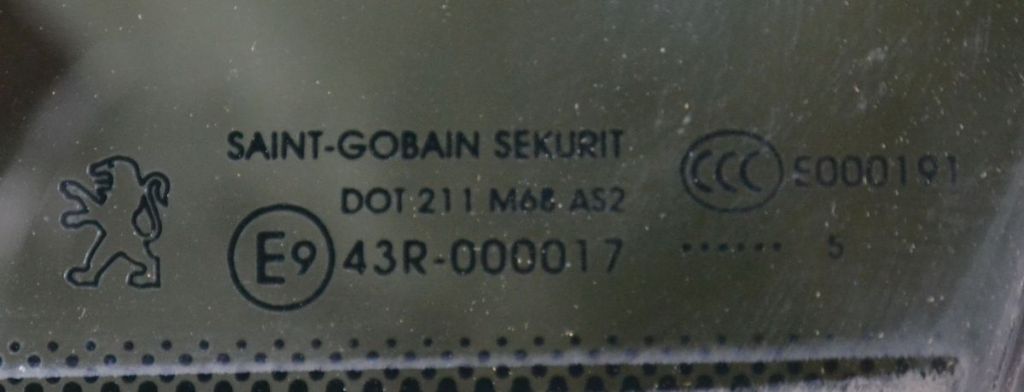 SAINT-GOBAIN SEKURIT
DOT 211 M68 AS2
E9 43R-000017
CCC E000191
....... 5